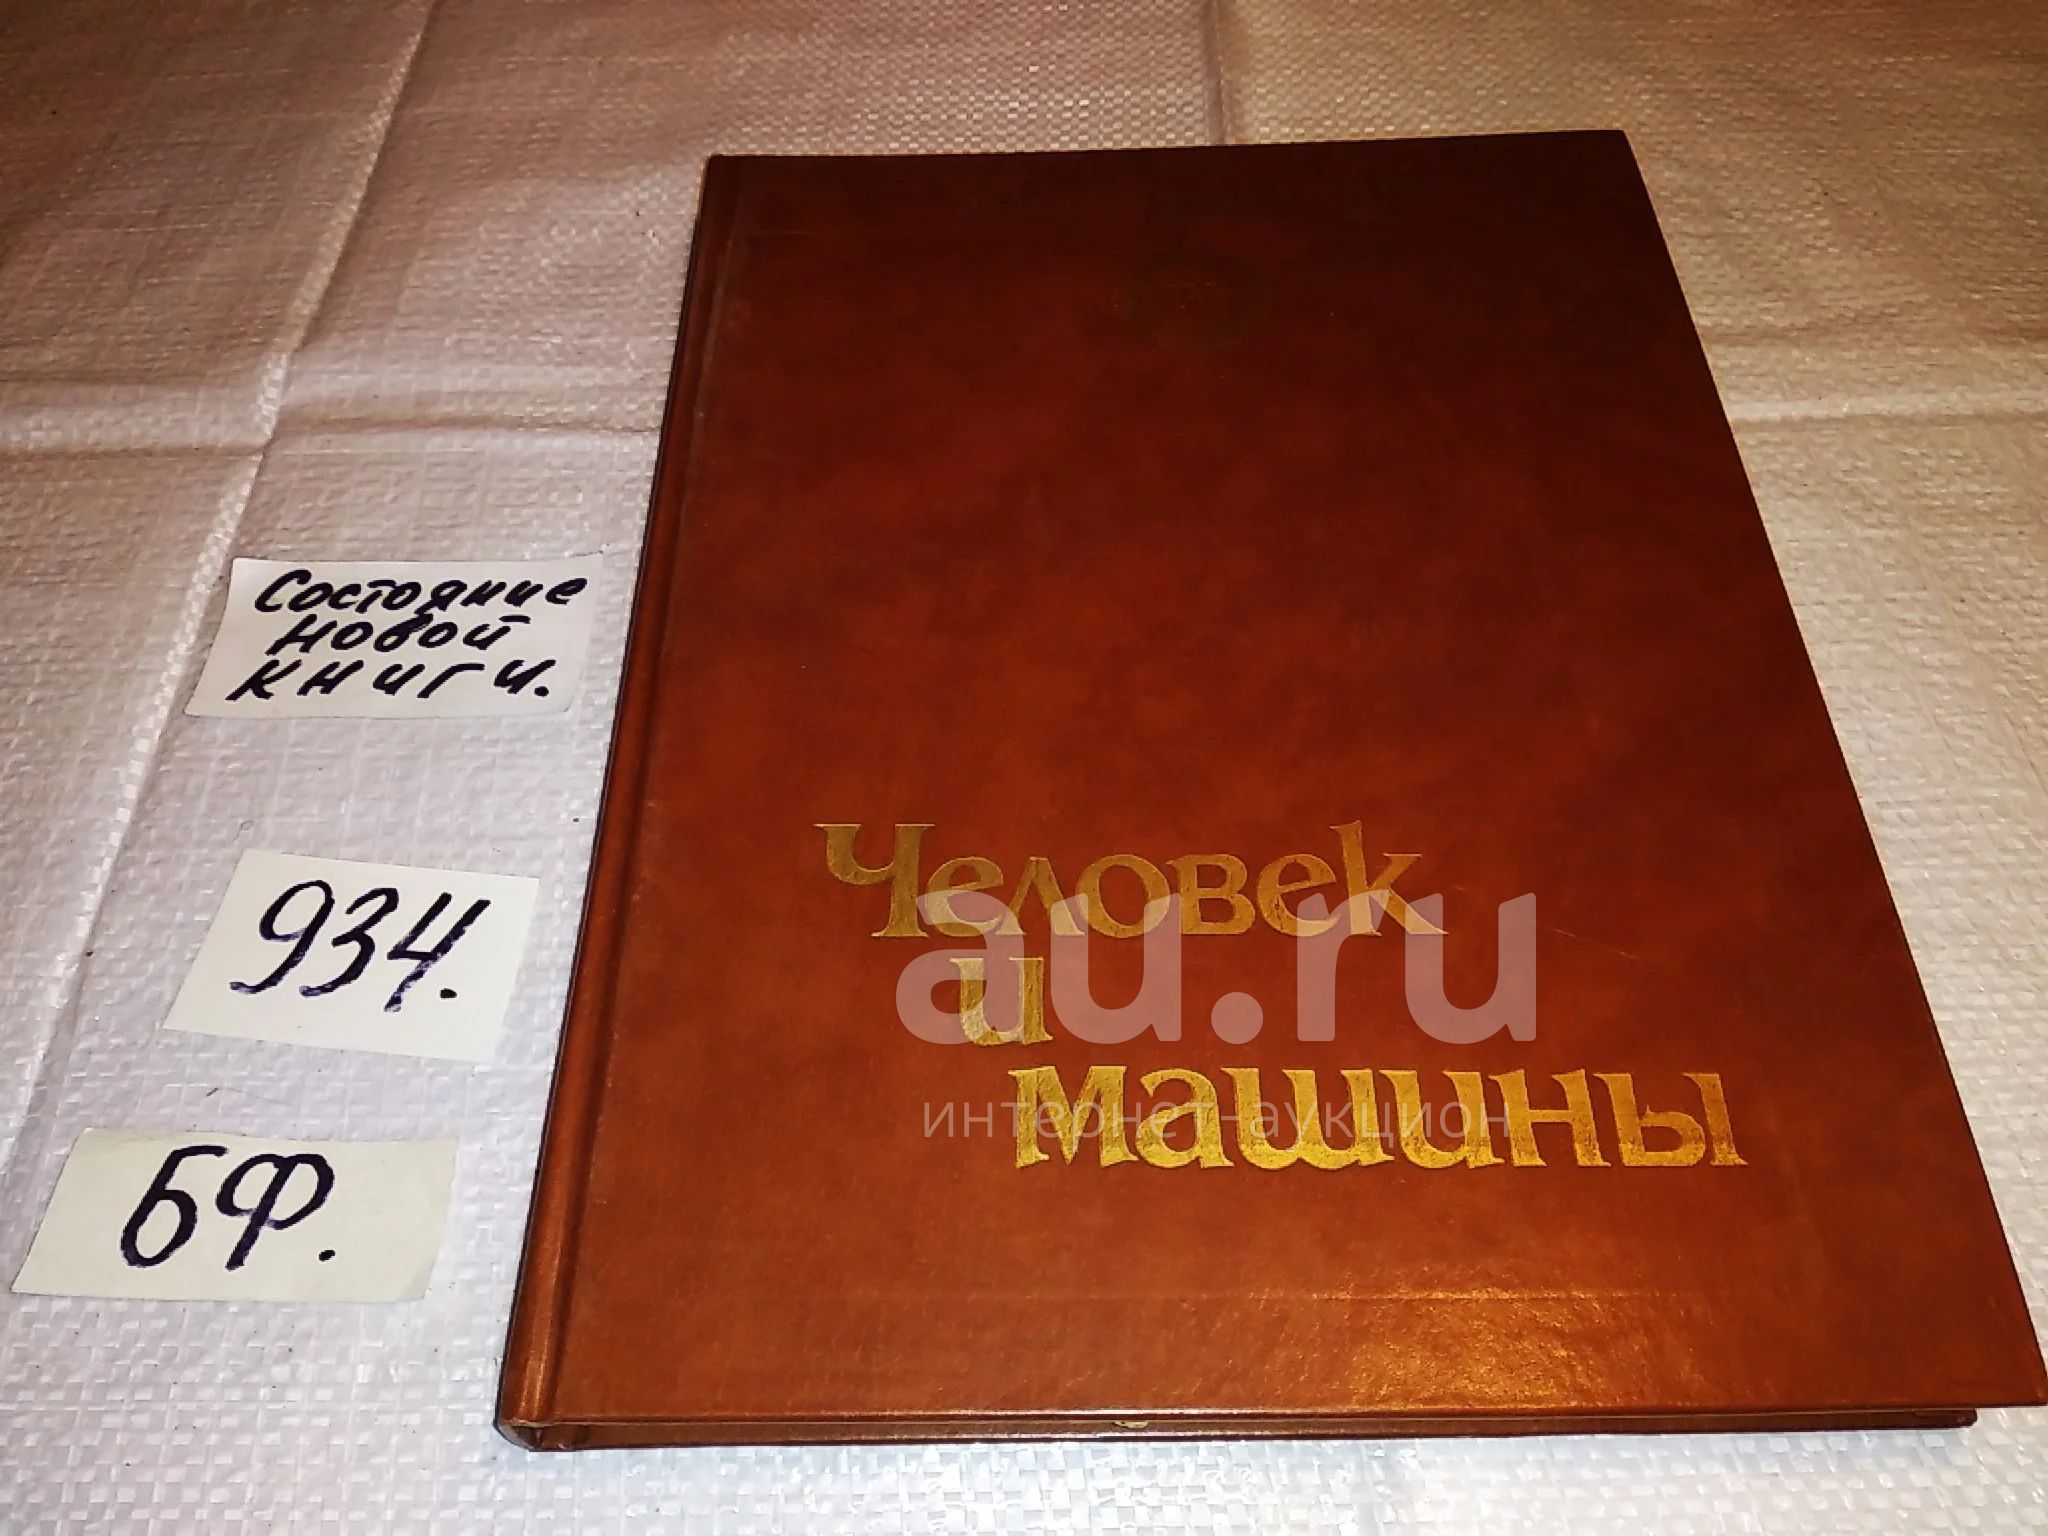 Состояние
новой
книги.
934.
БФ.
Человек
и
машины
au.ru
интернет-аукцион